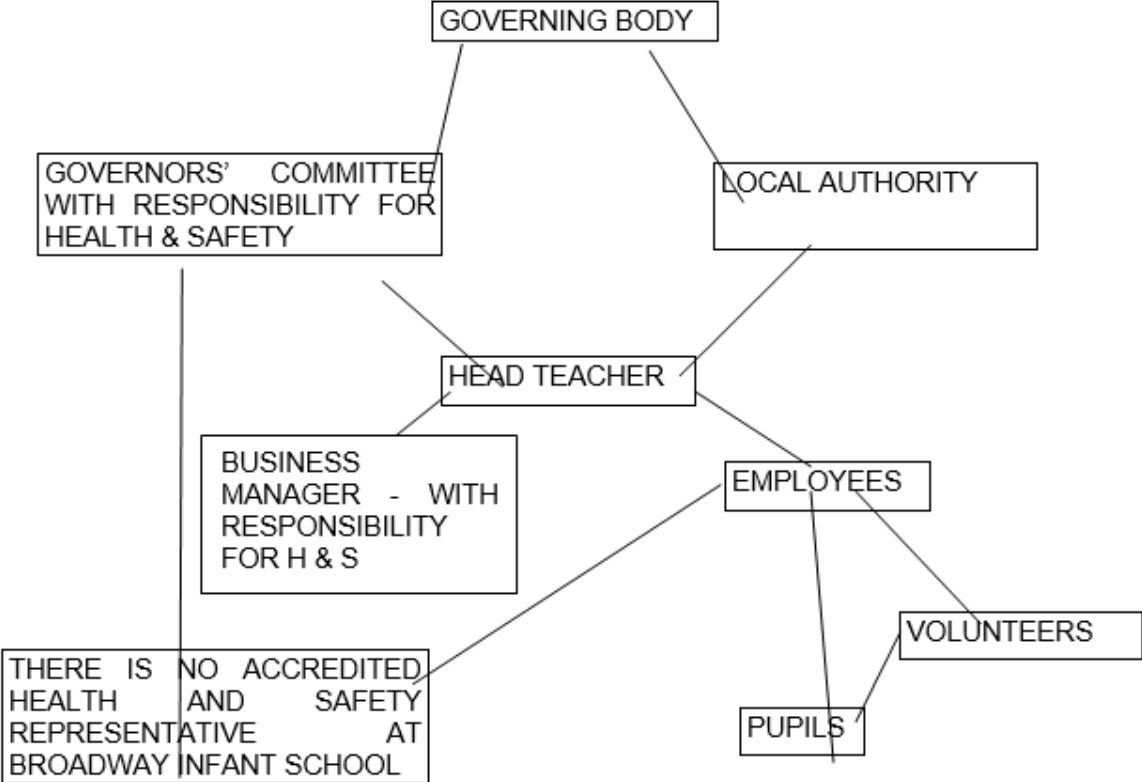 GOVERNING BODY
GOVERNORS' COMMITTEE
WITH RESPONSIBILITY FOR
HEALTH & SAFETY
LOCAL AUTHORITY
HEAD TEACHER
BUSINESS
MANAGER - WITH
RESPONSIBILITY
FOR H & S
EMPLOYEES
VOLUNTEERS
THERE IS NO ACCREDITED
HEALTH AND SAFETY
REPRESENTATIVE AT
BROADWAY INFANT SCHOOL
PUPILS